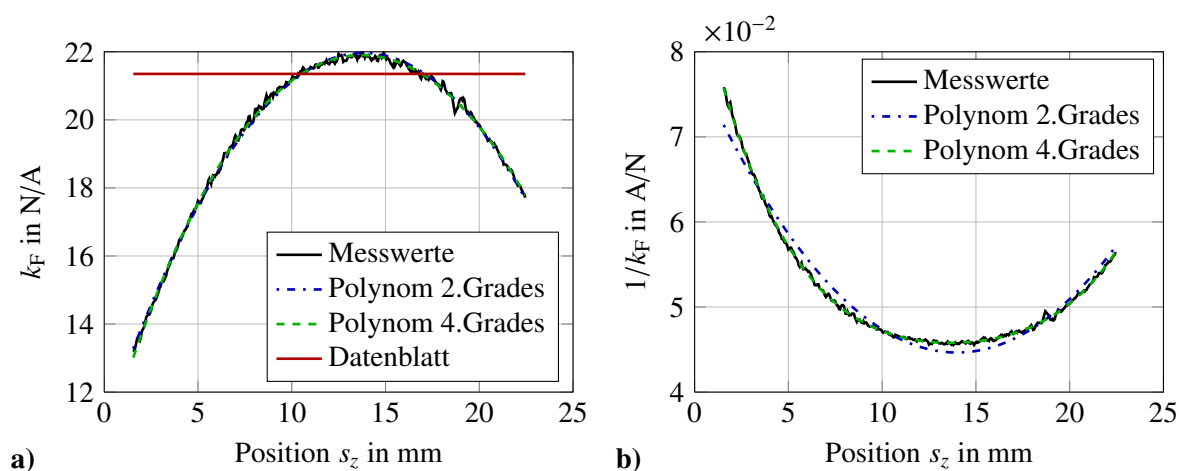 22
20
18
16
14
12
k_F in N/A
0 5 10 15 20 25
Position s_z in mm
Messwerte
Polynom 2.Grades
Polynom 4.Grades
Datenblatt
a)
×10⁻²
8
7
6
5
4
1/k_F in A/N
0 5 10 15 20 25
Position s_z in mm
Messwerte
Polynom 2.Grades
Polynom 4.Grades
b)